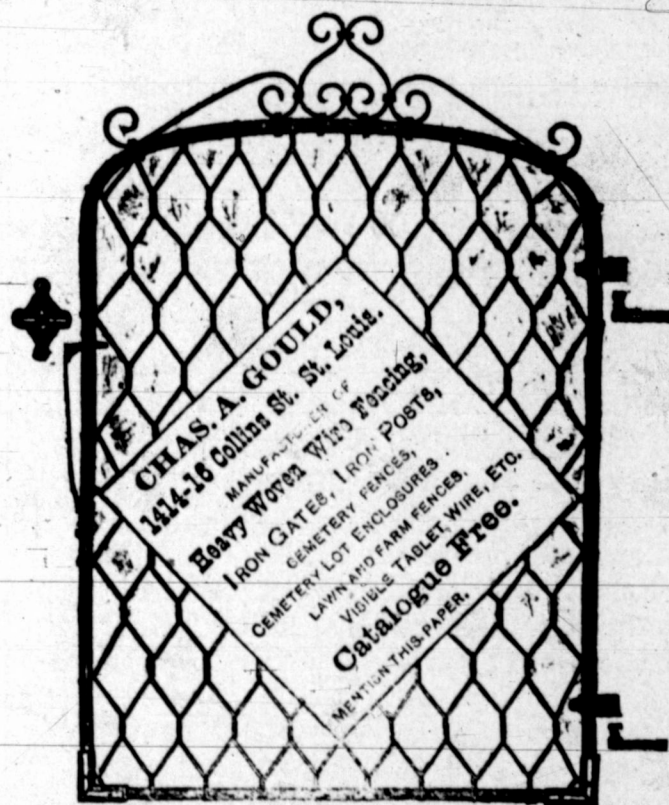 CHAS. A. GOULD,
1414-16 Collins St. St. Louis.
MANUFACTURER OF
Heavy Woven Wire Fencing,
IRON GATES, IRON POSTS,
CEMETERY FENCES,
CEMETERY LOT ENCLOSURES.
LAWN AND FARM FENCES.
VISIBLE TABLET, WIRE, ETC.
Catalogue Free.
MENTION THIS PAPER.